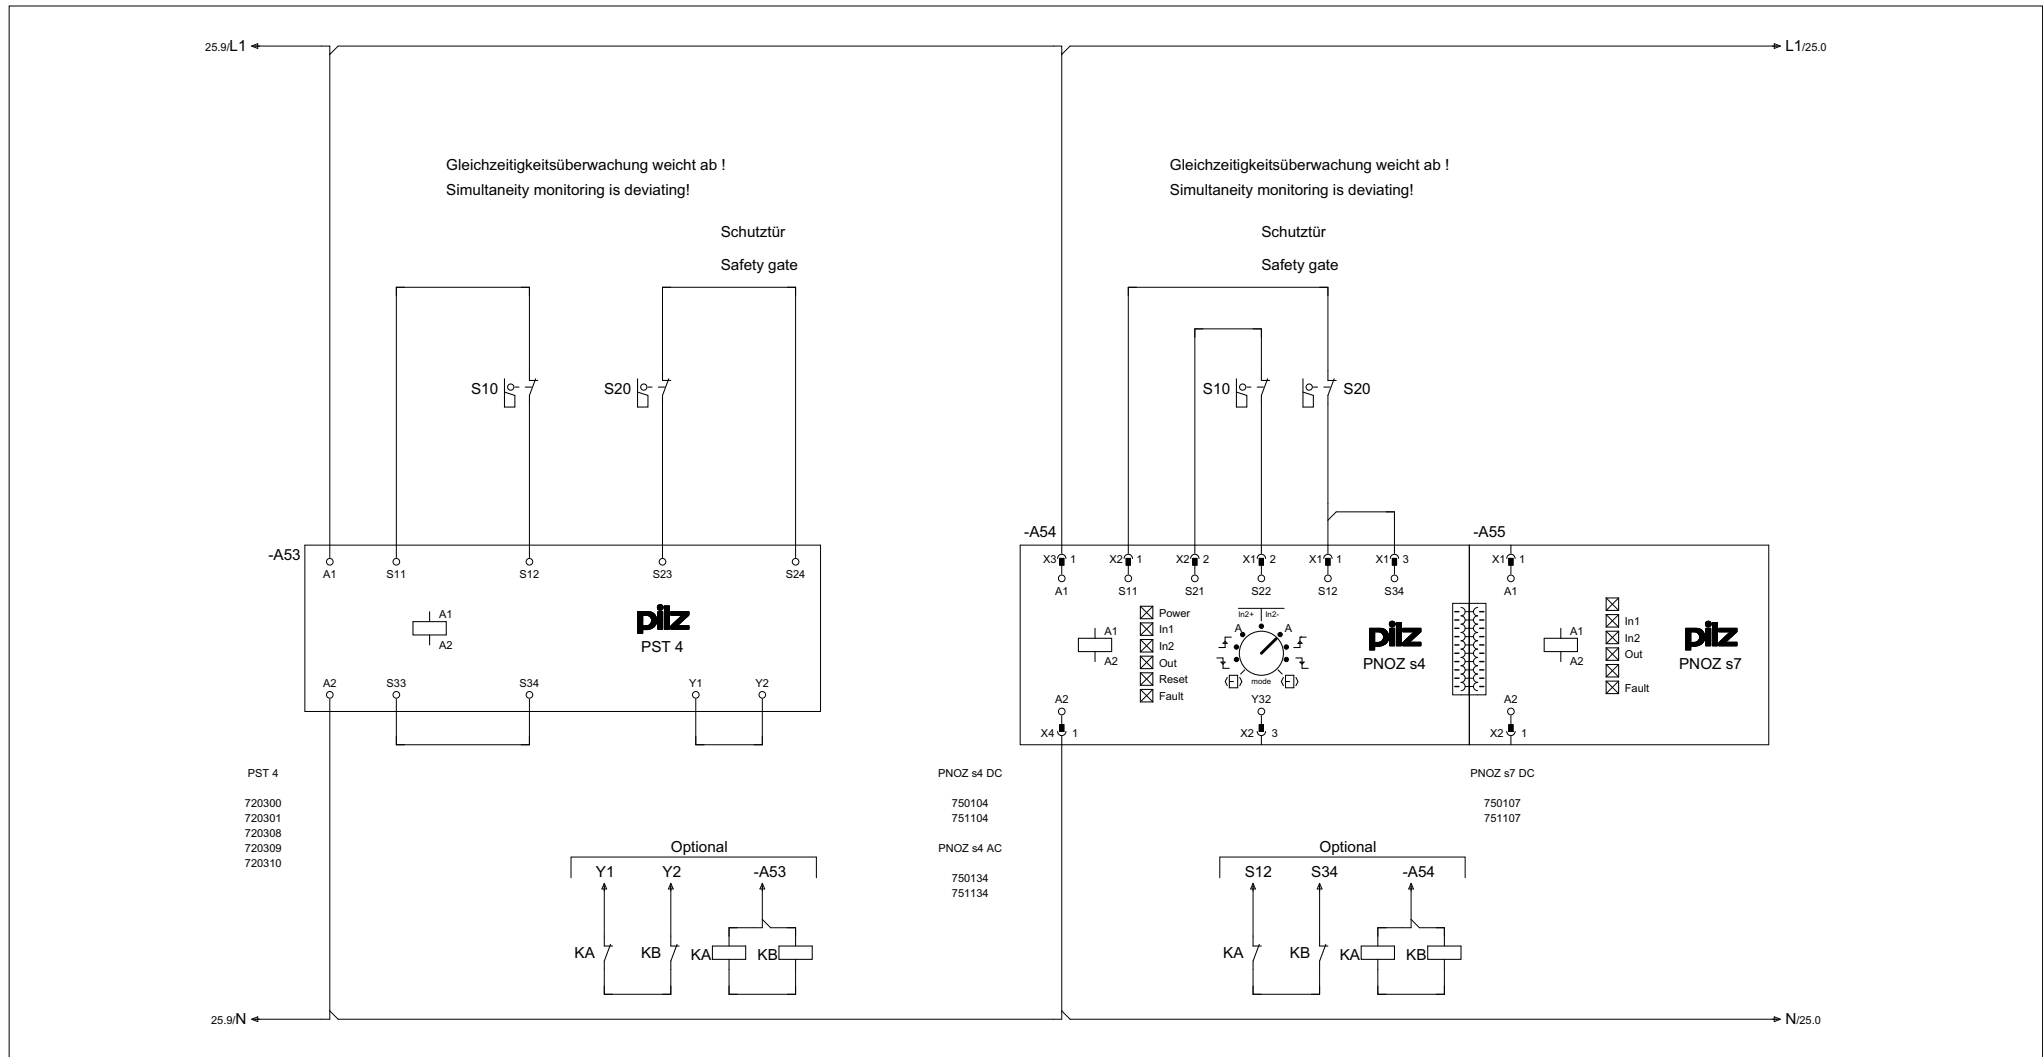 25.9/L1
L1/25.0
Gleichzeitigkeitsüberwachung weicht ab !
Simultaneity monitoring is deviating!
Gleichzeitigkeitsüberwachung weicht ab !
Simultaneity monitoring is deviating!
Schutztür
Safety gate
Schutztür
Safety gate
S10
S20
S10
S20
-A53
A1
S11
S12
S23
S24
A1
A2
pilz
PST 4
A2
S33
S34
Y1
Y2
-A54
X3 1
X2 1
X2 2
X1 2
X1 1
X1 3
A1
S11
S21
S22
S12
S34
A1
A2
Power
In1
In2
Out
Reset
Fault
In2+ In2-
A
A
mode
pilz
PNOZ s4
A2
Y32
X4 1
X2 3
-A55
X1 1
A1
A1
A2
In1
In2
Out
Fault
pilz
PNOZ s7
A2
X2 1
PST 4
720300
720301
720308
720309
720310
PNOZ s4 DC
750104
751104
PNOZ s4 AC
750134
751134
PNOZ s7 DC
750107
751107
Optional
Y1
Y2
-A53
KA
KB
KA
KB
Optional
S12
S34
-A54
KA
KB
KA
KB
25.9/N
N/25.0